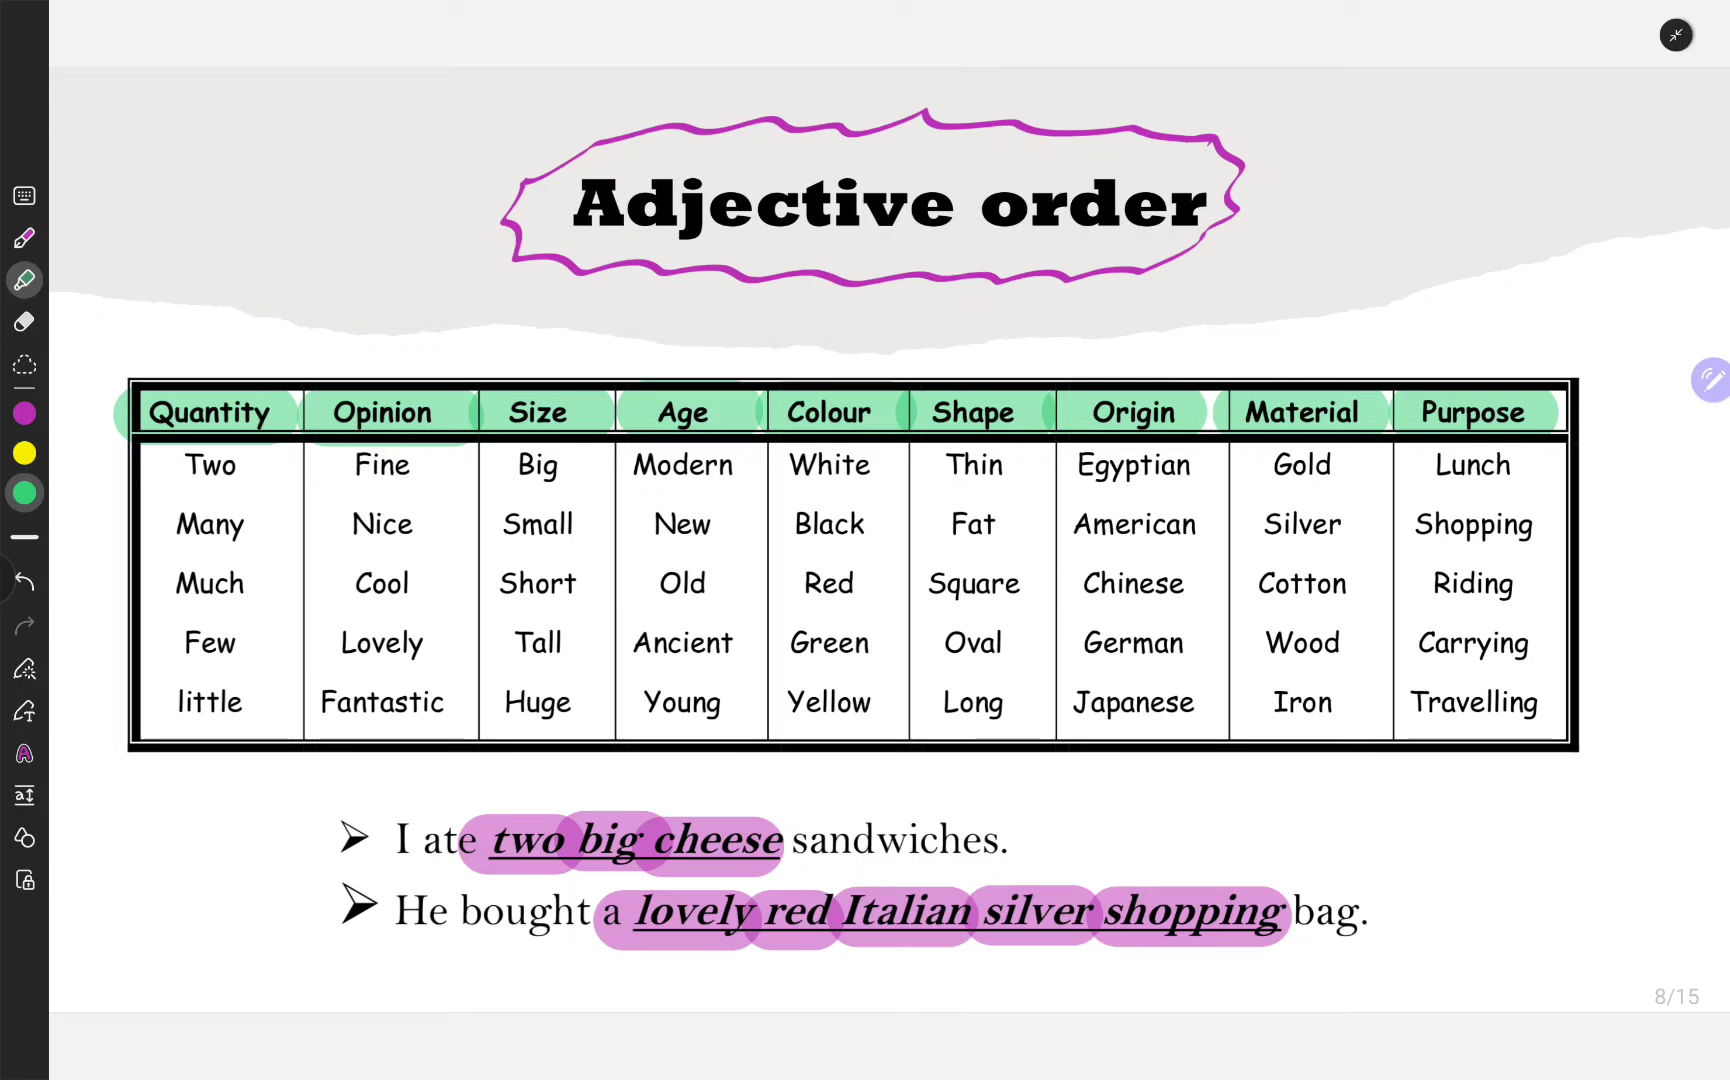 Adjective order
Quantity Opinion Size Age Colour Shape Origin Material Purpose
Two Fine Big Modern White Thin Egyptian Gold Lunch
Many Nice Small New Black Fat American Silver Shopping
Much Cool Short Old Red Square Chinese Cotton Riding
Few Lovely Tall Ancient Green Oval German Wood Carrying
little Fantastic Huge Young Yellow Long Japanese Iron Travelling
I ate two big cheese sandwiches.
He bought a lovely red Italian silver shopping bag.
8/15